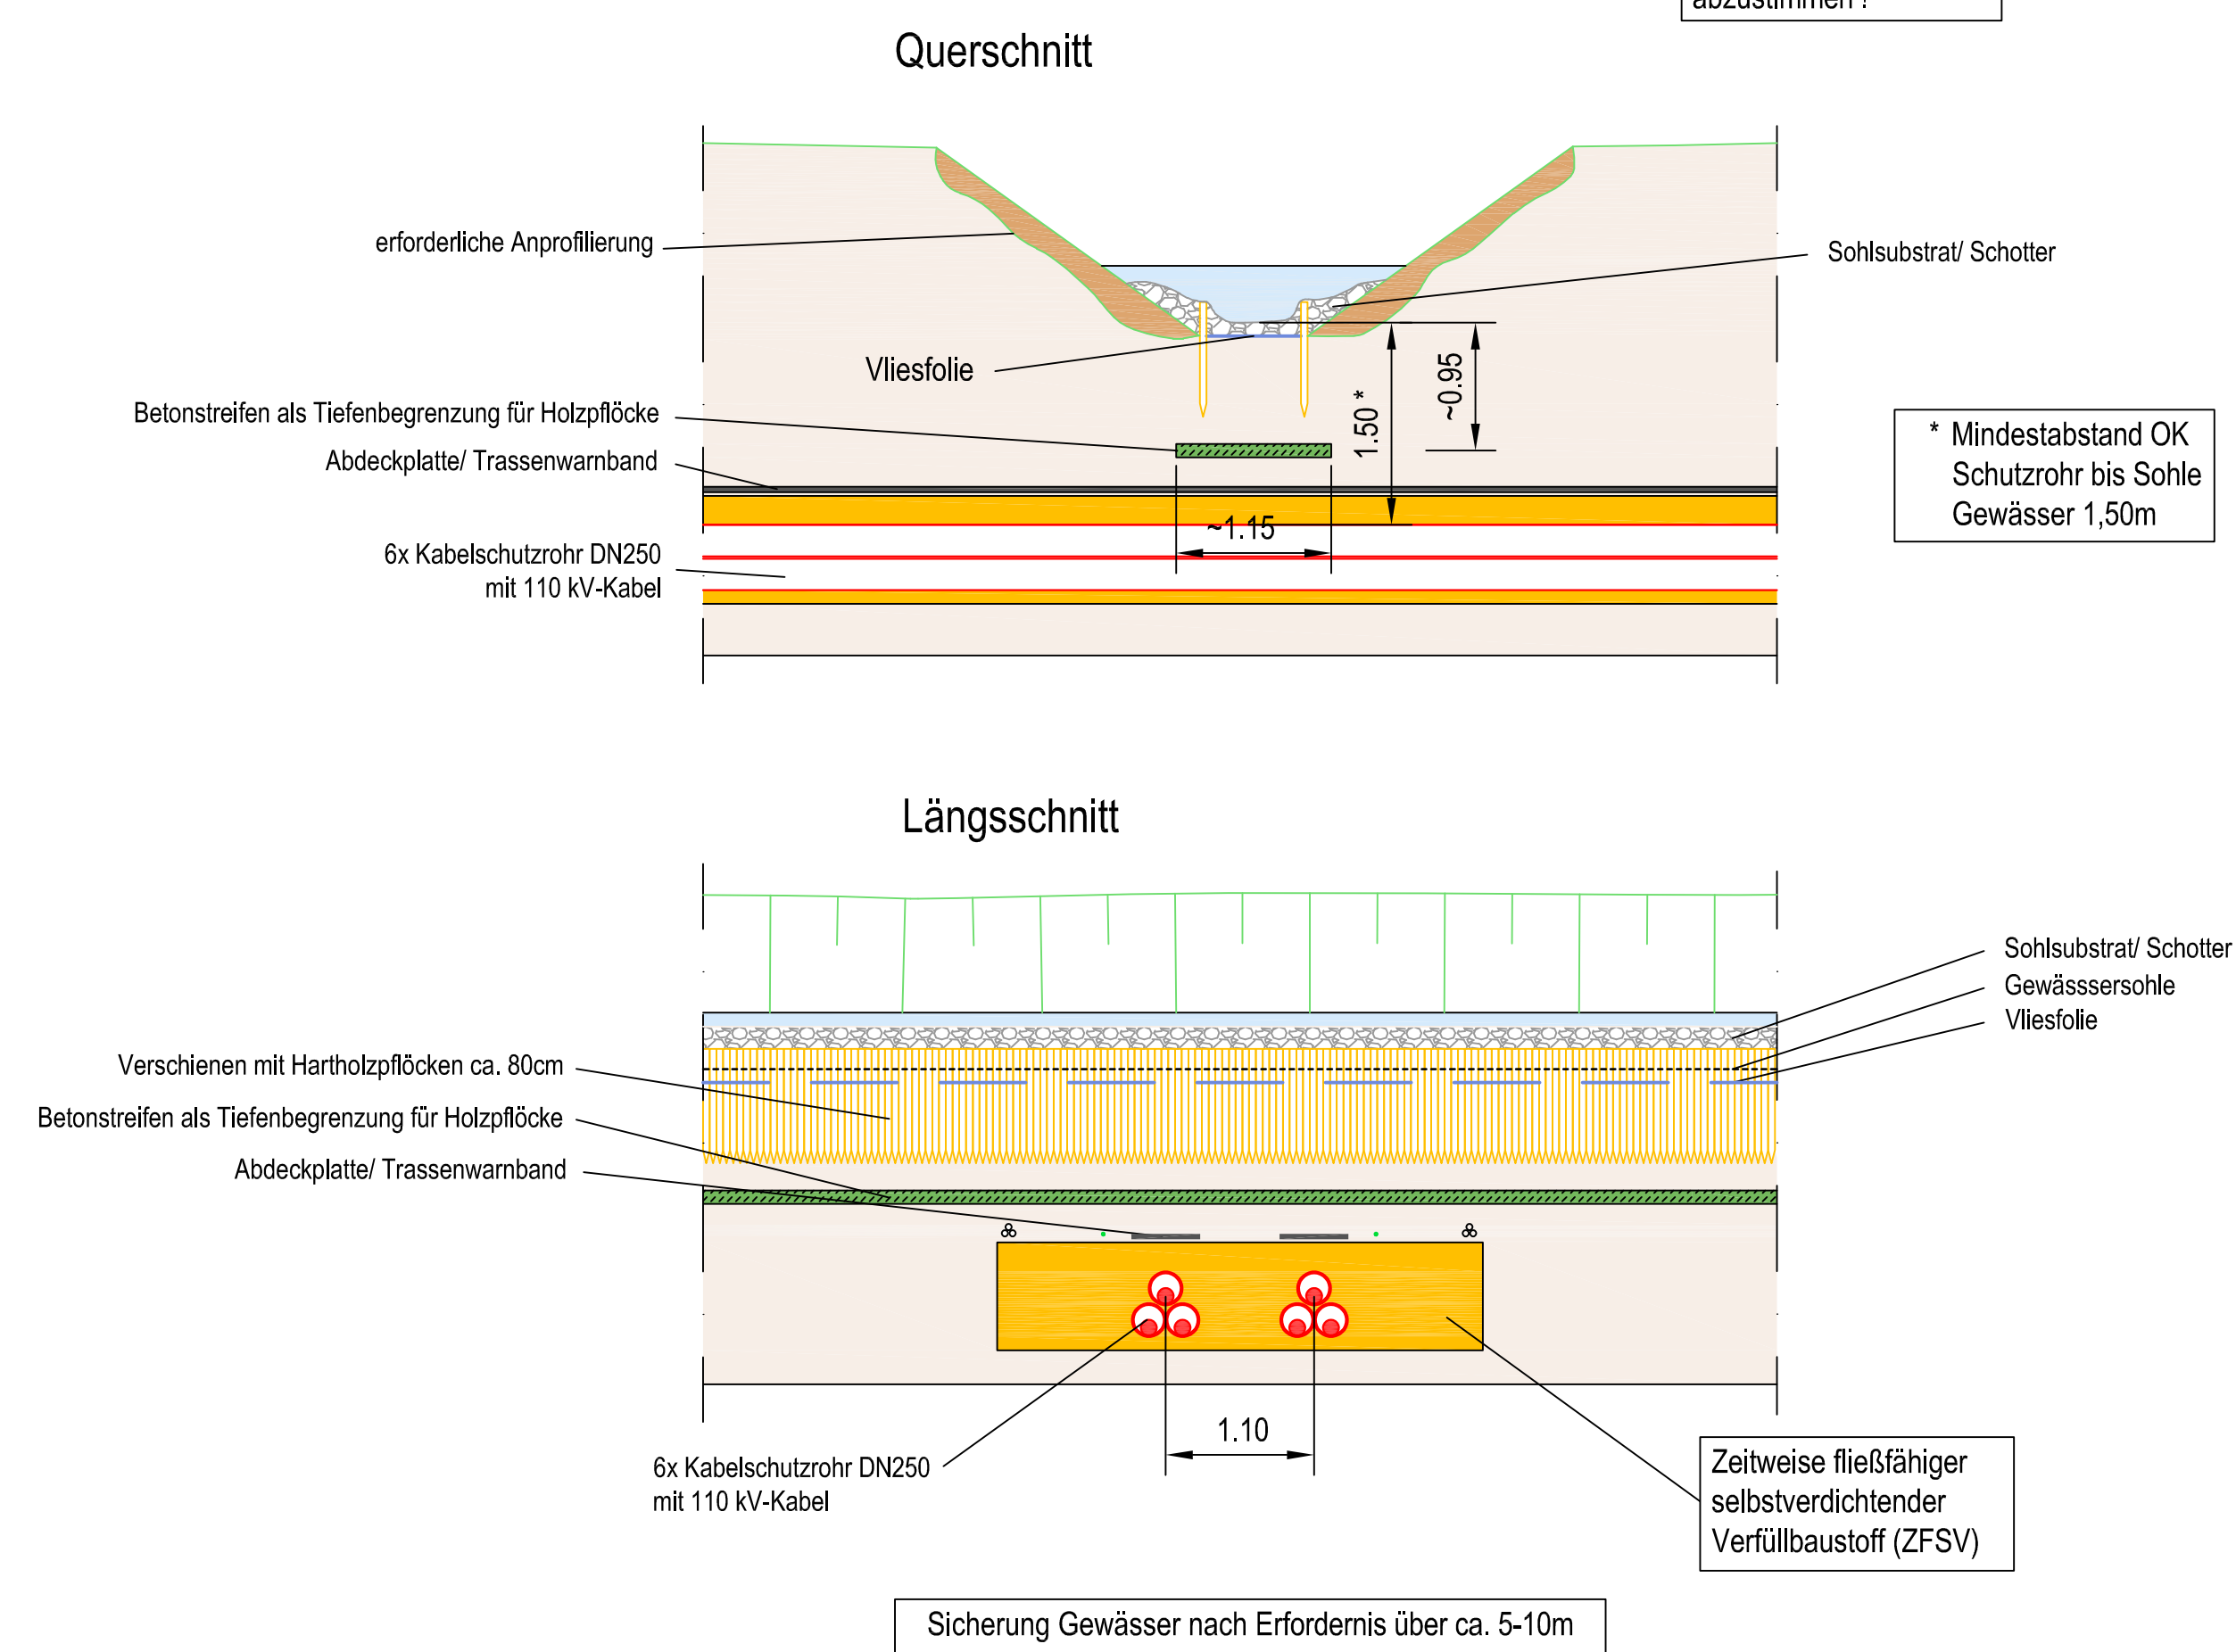 abzustimmen !
Querschnitt
erforderliche Anprofilierung
Sohlsubstrat/ Schotter
Vliesfolie
Betonstreifen als Tiefenbegrenzung für Holzpflöcke
Abdeckplatte/ Trassenwarnband
1.50 *
~0.95
* Mindestabstand OK
Schutzrohr bis Sohle
Gewässer 1,50m
~1.15
6x Kabelschutzrohr DN250
mit 110 kV-Kabel
Längsschnitt
Sohlsubstrat/ Schotter
Gewässsersohle
Vliesfolie
Verschienen mit Hartholzpflöcken ca. 80cm
Betonstreifen als Tiefenbegrenzung für Holzpflöcke
Abdeckplatte/ Trassenwarnband
1.10
6x Kabelschutzrohr DN250
mit 110 kV-Kabel
Zeitweise fließfähiger
selbstverdichtender
Verfüllbaustoff (ZFSV)
Sicherung Gewässer nach Erfordernis über ca. 5-10m